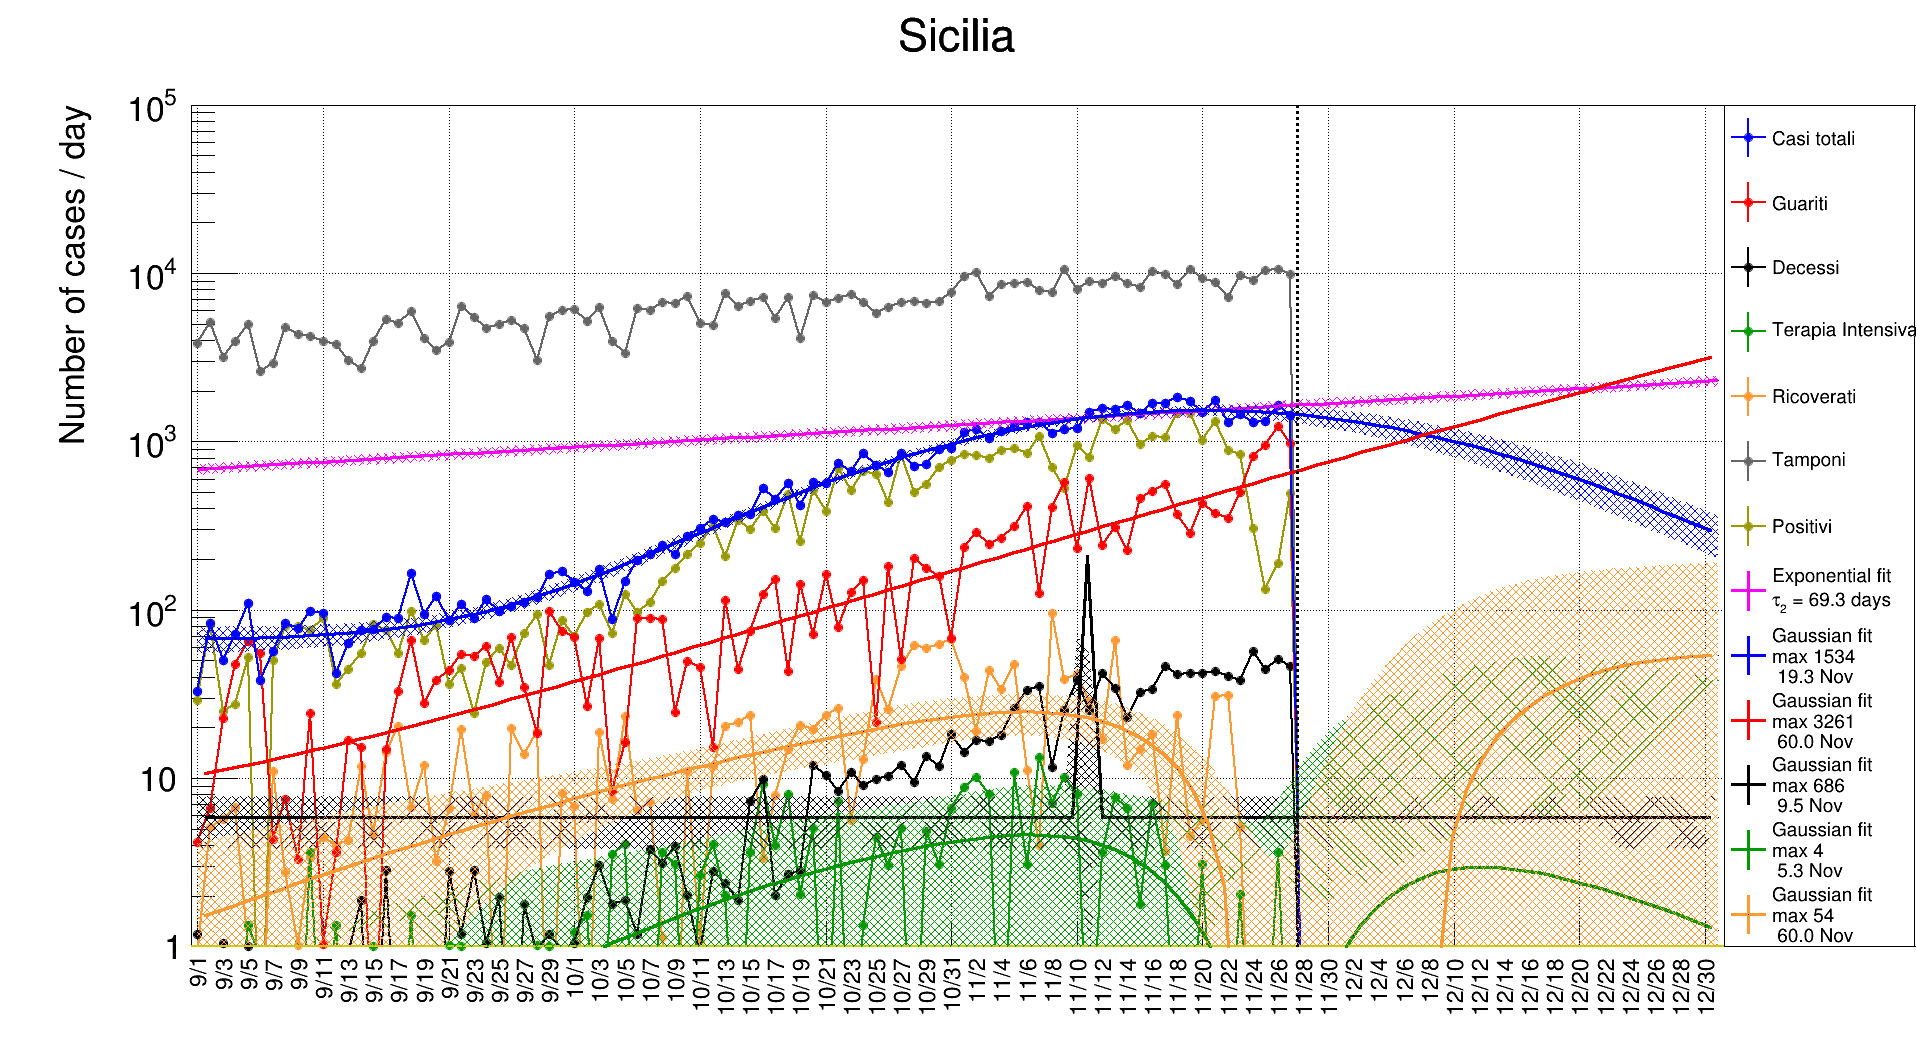 Sicilia
Number of cases / day
10⁵
10⁴
10³
10²
10
1
9/1
9/3
9/5
9/7
9/9
9/11
9/13
9/15
9/17
9/19
9/21
9/23
9/25
9/27
9/29
10/1
10/3
10/5
10/7
10/9
10/11
10/13
10/15
10/17
10/19
10/21
10/23
10/25
10/27
10/29
10/31
11/2
11/4
11/6
11/8
11/10
11/12
11/14
11/16
11/18
11/20
11/22
11/24
11/26
11/28
11/30
12/2
12/4
12/6
12/8
12/10
12/12
12/14
12/16
12/18
12/20
12/22
12/24
12/26
12/28
12/30
Casi totali
Guariti
Decessi
Terapia Intensiva
Ricoverati
Tamponi
Positivi
Exponential fit
τ₂ = 69.3 days
Gaussian fit
max 1534
19.3 Nov
Gaussian fit
max 3261
60.0 Nov
Gaussian fit
max 686
9.5 Nov
Gaussian fit
max 4
5.3 Nov
Gaussian fit
max 54
60.0 Nov